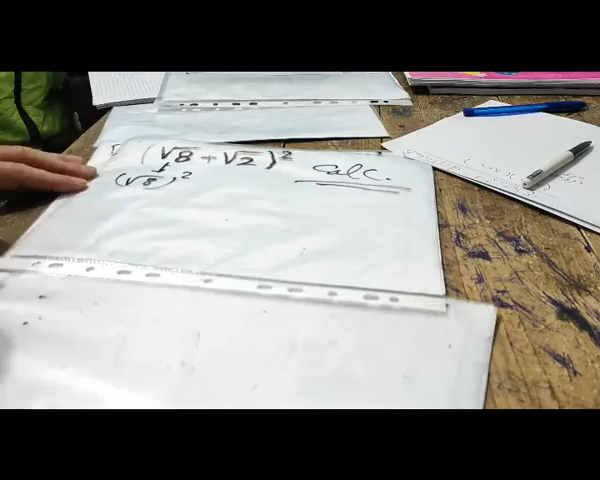 (√8 + √2)² CalC.
(√8)²